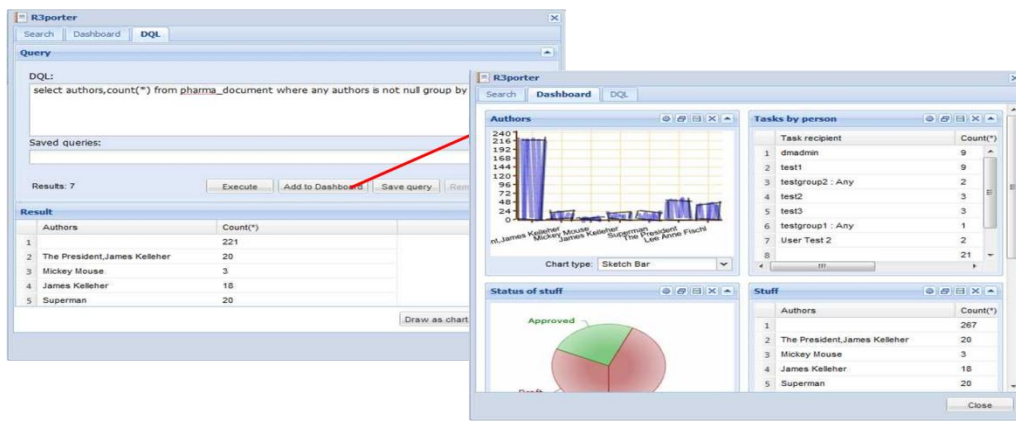 R3porter
Search Dashboard DQL
Query
DQL:
select authors,count(*) from pharma_document where any authors is not null group by
Saved queries:
Results: 7 Execute Add to Dashboard Save query
Result
Authors Count(*)
1 221
2 The President,James Kelleher 20
3 Mickey Mouse 3
4 James Kelleher 18
5 Superman 20
Draw as chart
R3porter
Search Dashboard DQL
Authors
240
216
192
168
144
120
96
72
48
24
0
nt,James Kelleher
Mickey Mouse
James Kelleher
Superman
The President
Lee Anne Fischl
Chart type: Sketch Bar
Tasks by person
Task recipient Count(*)
1 dmadmin 9
2 test1 9
3 testgroup2 : Any 2
4 test2 3
5 test3 3
6 testgroup1 : Any 1
7 User Test 2 2
8 21
Status of stuff
Approved
Stuff
Authors Count(*)
1 267
2 The President,James Kelleher 20
3 Mickey Mouse 3
4 James Kelleher 18
5 Superman 20
Close